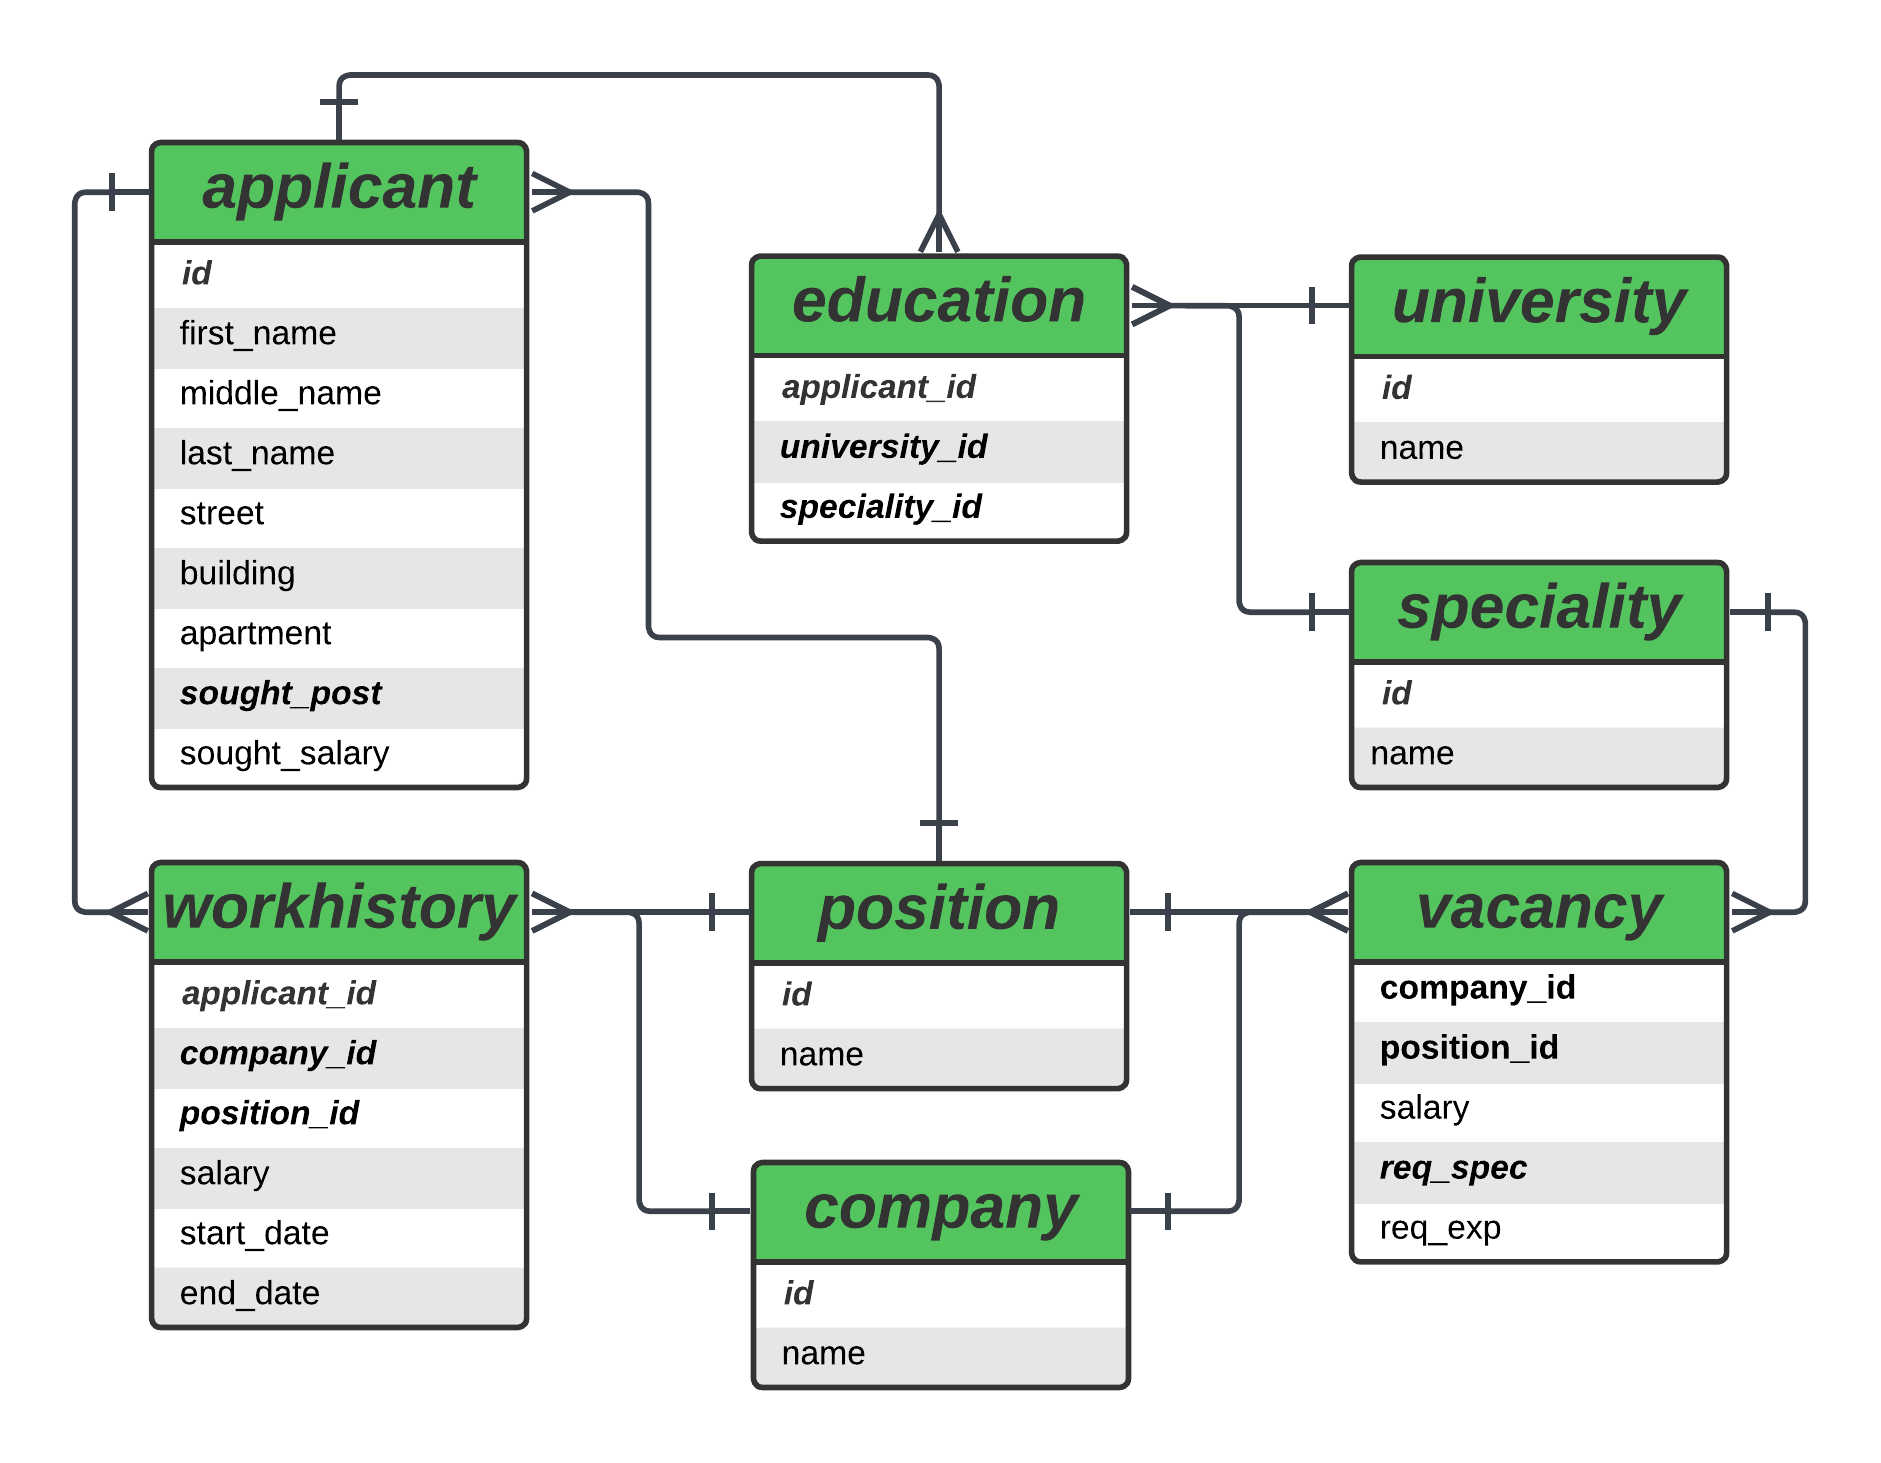 applicant
id
first_name
middle_name
last_name
street
building
apartment
sought_post
sought_salary
education
applicant_id
university_id
speciality_id
university
id
name
speciality
id
name
workhistory
applicant_id
company_id
position_id
salary
start_date
end_date
position
id
name
company
id
name
vacancy
company_id
position_id
salary
req_spec
req_exp